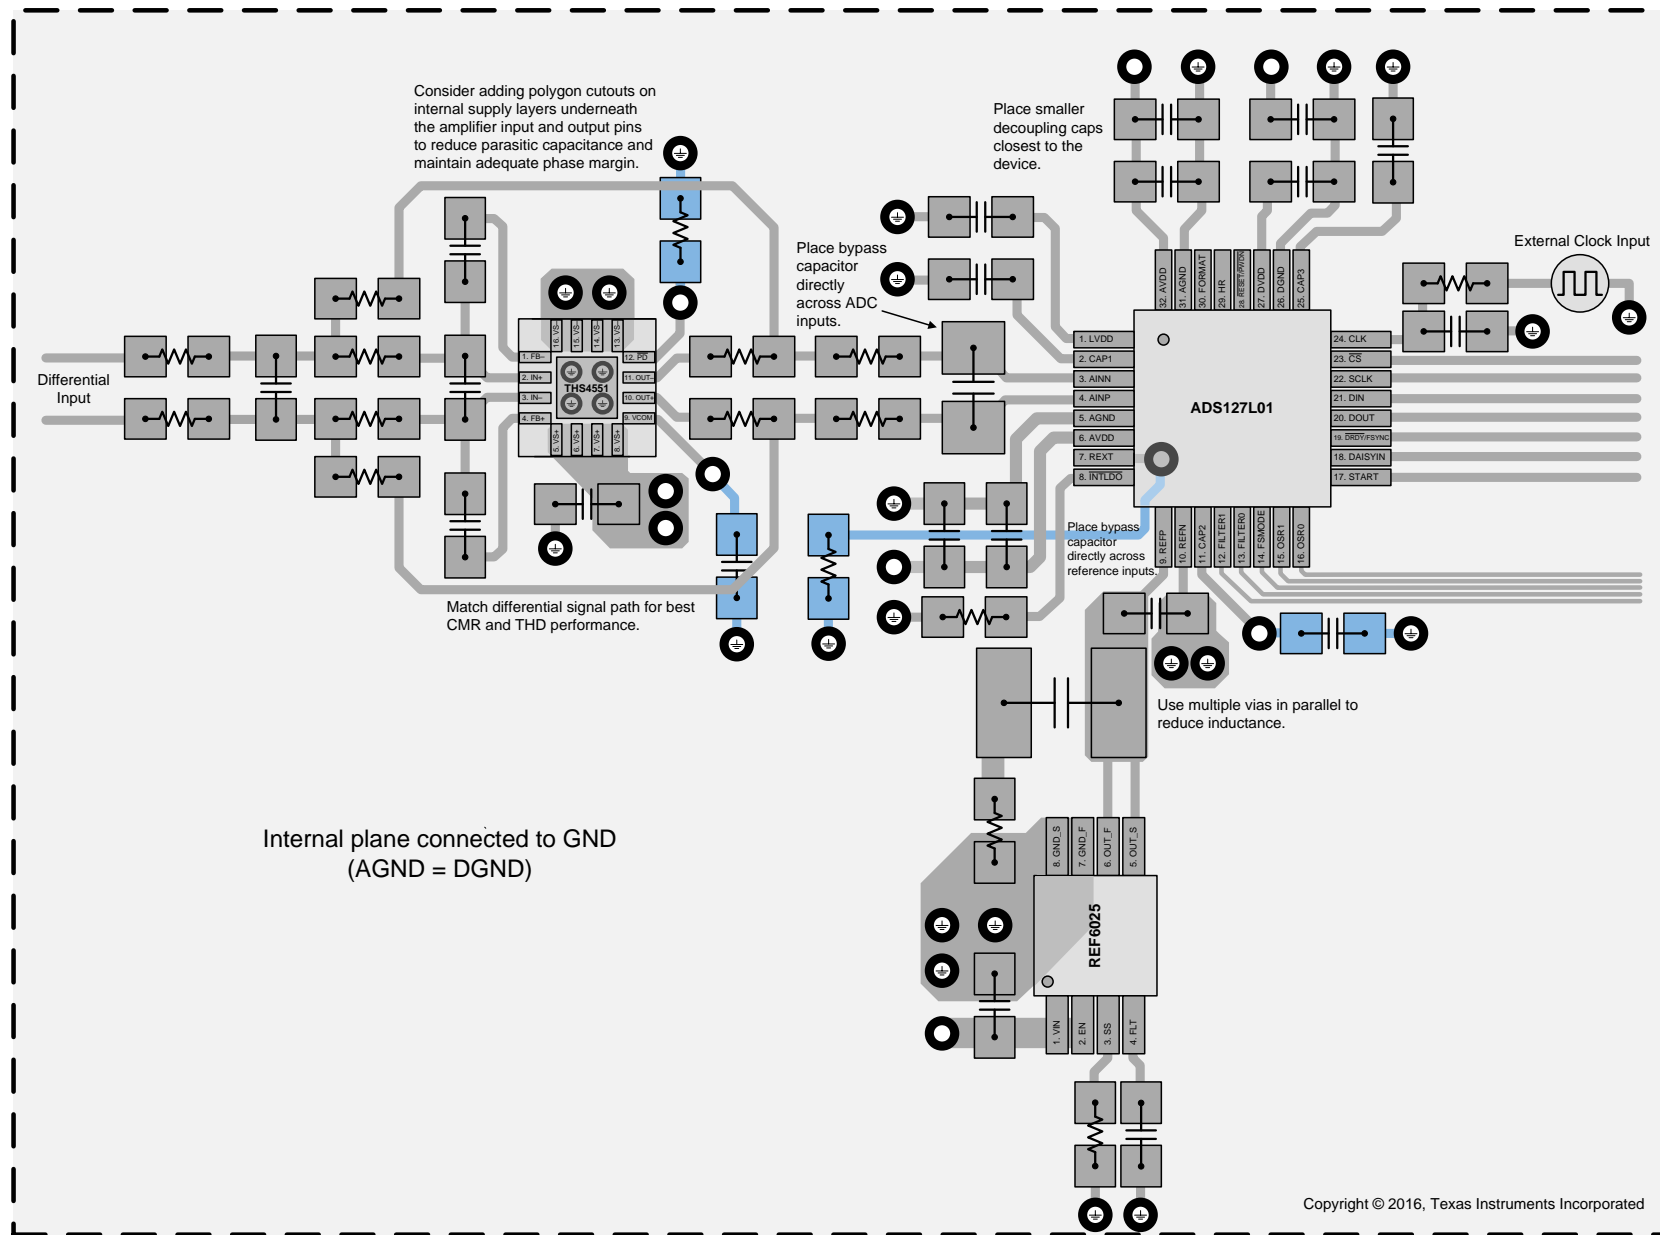 Consider adding polygon cutouts on
internal supply layers underneath
the amplifier input and output pins
to reduce parasitic capacitance and
maintain adequate phase margin.
Place smaller
decoupling caps
closest to the
device.
Place bypass
capacitor
directly
across ADC
inputs.
External Clock Input
32. AVDD
31. AGND
30. FORMAT
29. HR
28. RESET/PWDN
27. DVDD
26. DGND
25. CAP3
1. LVDD
2. CAP1
3. AINN
4. AINP
5. AGND
6. AVDD
7. REXT
8. INTLDO
ADS127L01
24. CLK
23. CS
22. SCLK
21. DIN
20. DOUT
19. DRDY/FSYNC
18. DAISYIN
17. START
9. REFP
10. REFN
11. CAP2
12. FILTER1
13. FILTER0
14. FSMODE
15. OSR1
16. OSR0
Differential
Input
16. VS-
15. VS-
14. VS-
13. VS-
1. FB–
2. IN+
3. IN–
4. FB+
THS4551
12. PD
11. OUT–
10. OUT+
9. VCOM
5. VS+
6. VS+
7. VS+
8. VS+
Place bypass
capacitor
directly across
reference inputs.
Match differential signal path for best
CMR and THD performance.
Use multiple vias in parallel to
reduce inductance.
Internal plane connected to GND
(AGND = DGND)
8. GND_S
7. GND_F
6. OUT_F
5. OUT_S
REF6025
1. VIN
2. EN
3. SS
4. FLT
Copyright © 2016, Texas Instruments Incorporated